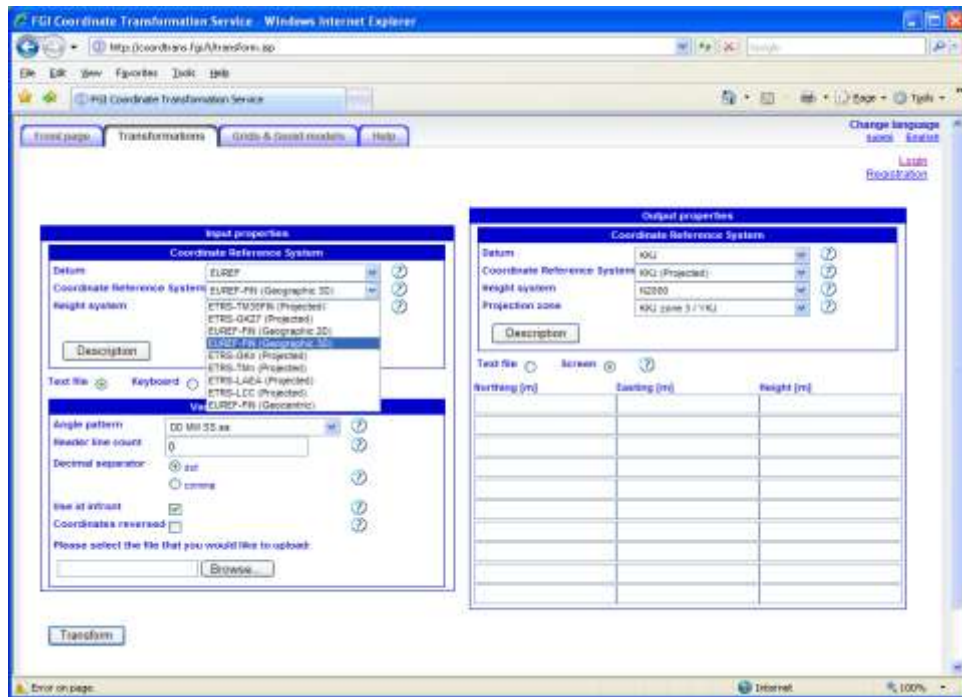 FGI Coordinate Transformation Service - Windows Internet Explorer
File Edit View Favorites Tools Help
FGI Coordinate Transformation Service
Page Tools
Front page Transformations Grids & Geoid models Help
Change language
Suomi English
Login
Registration
Input properties
Coordinate Reference System
Datum EUREF
Coordinate Reference System EUREF-FIN (Geographic 3D)
Height system
ETRS-TM35FIN (Projected)
ETRS-GK27 (Projected)
EUREF-FIN (Geographic 2D)
EUREF-FIN (Geographic 3D)
ETRS-GKn (Projected)
ETRS-TMn (Projected)
ETRS-LAEA (Projected)
ETRS-LCC (Projected)
EUREF-FIN (Geocentric)
Description
Text file Keyboard
Angle pattern DD MM SS.ss
Header line count 0
Decimal separator dot
comma
Use id infront
Coordinates reversed
Please select the file that you would like to upload:
Browse...
Transform
Output properties
Coordinate Reference System
Datum KKJ
Coordinate Reference System KKJ (Projected)
Height system N2000
Projection zone KKJ zone 3 / YKJ
Description
Text file Screen
Northing [m] Easting [m] Height [m]
Error on page.
Internet 100%